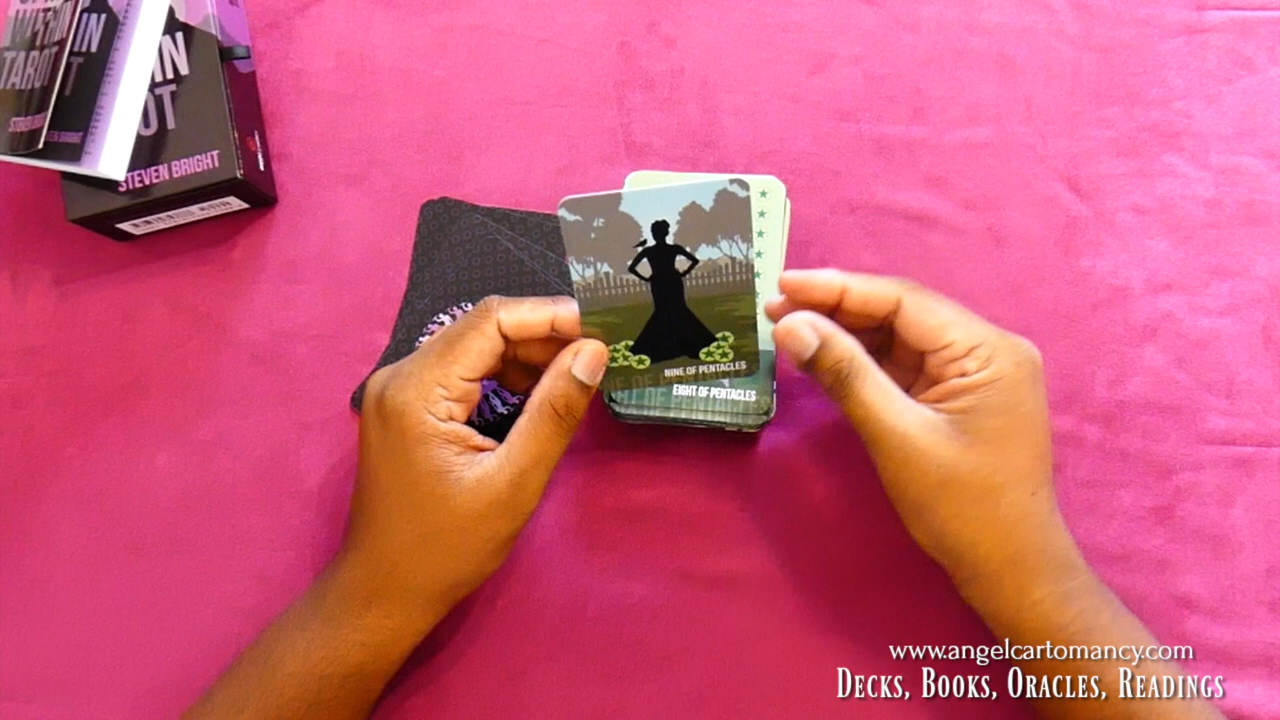 WITHIN
TAROT
IN
T
IN
OT
STEVEN BRIGHT
NINE OF PENTACLES
EIGHT OF PENTACLES
www.angelcartomancy.com
Decks, Books, Oracles, Readings